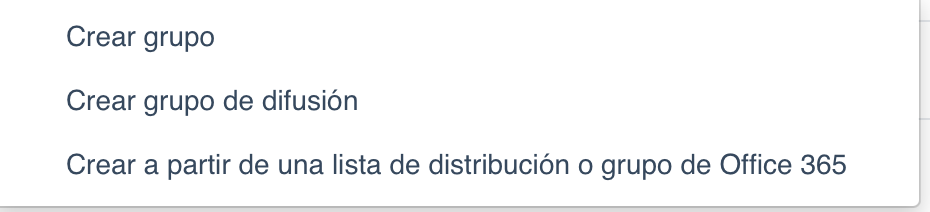 Crear grupo
Crear grupo de difusión
Crear a partir de una lista de distribución o grupo de Office 365